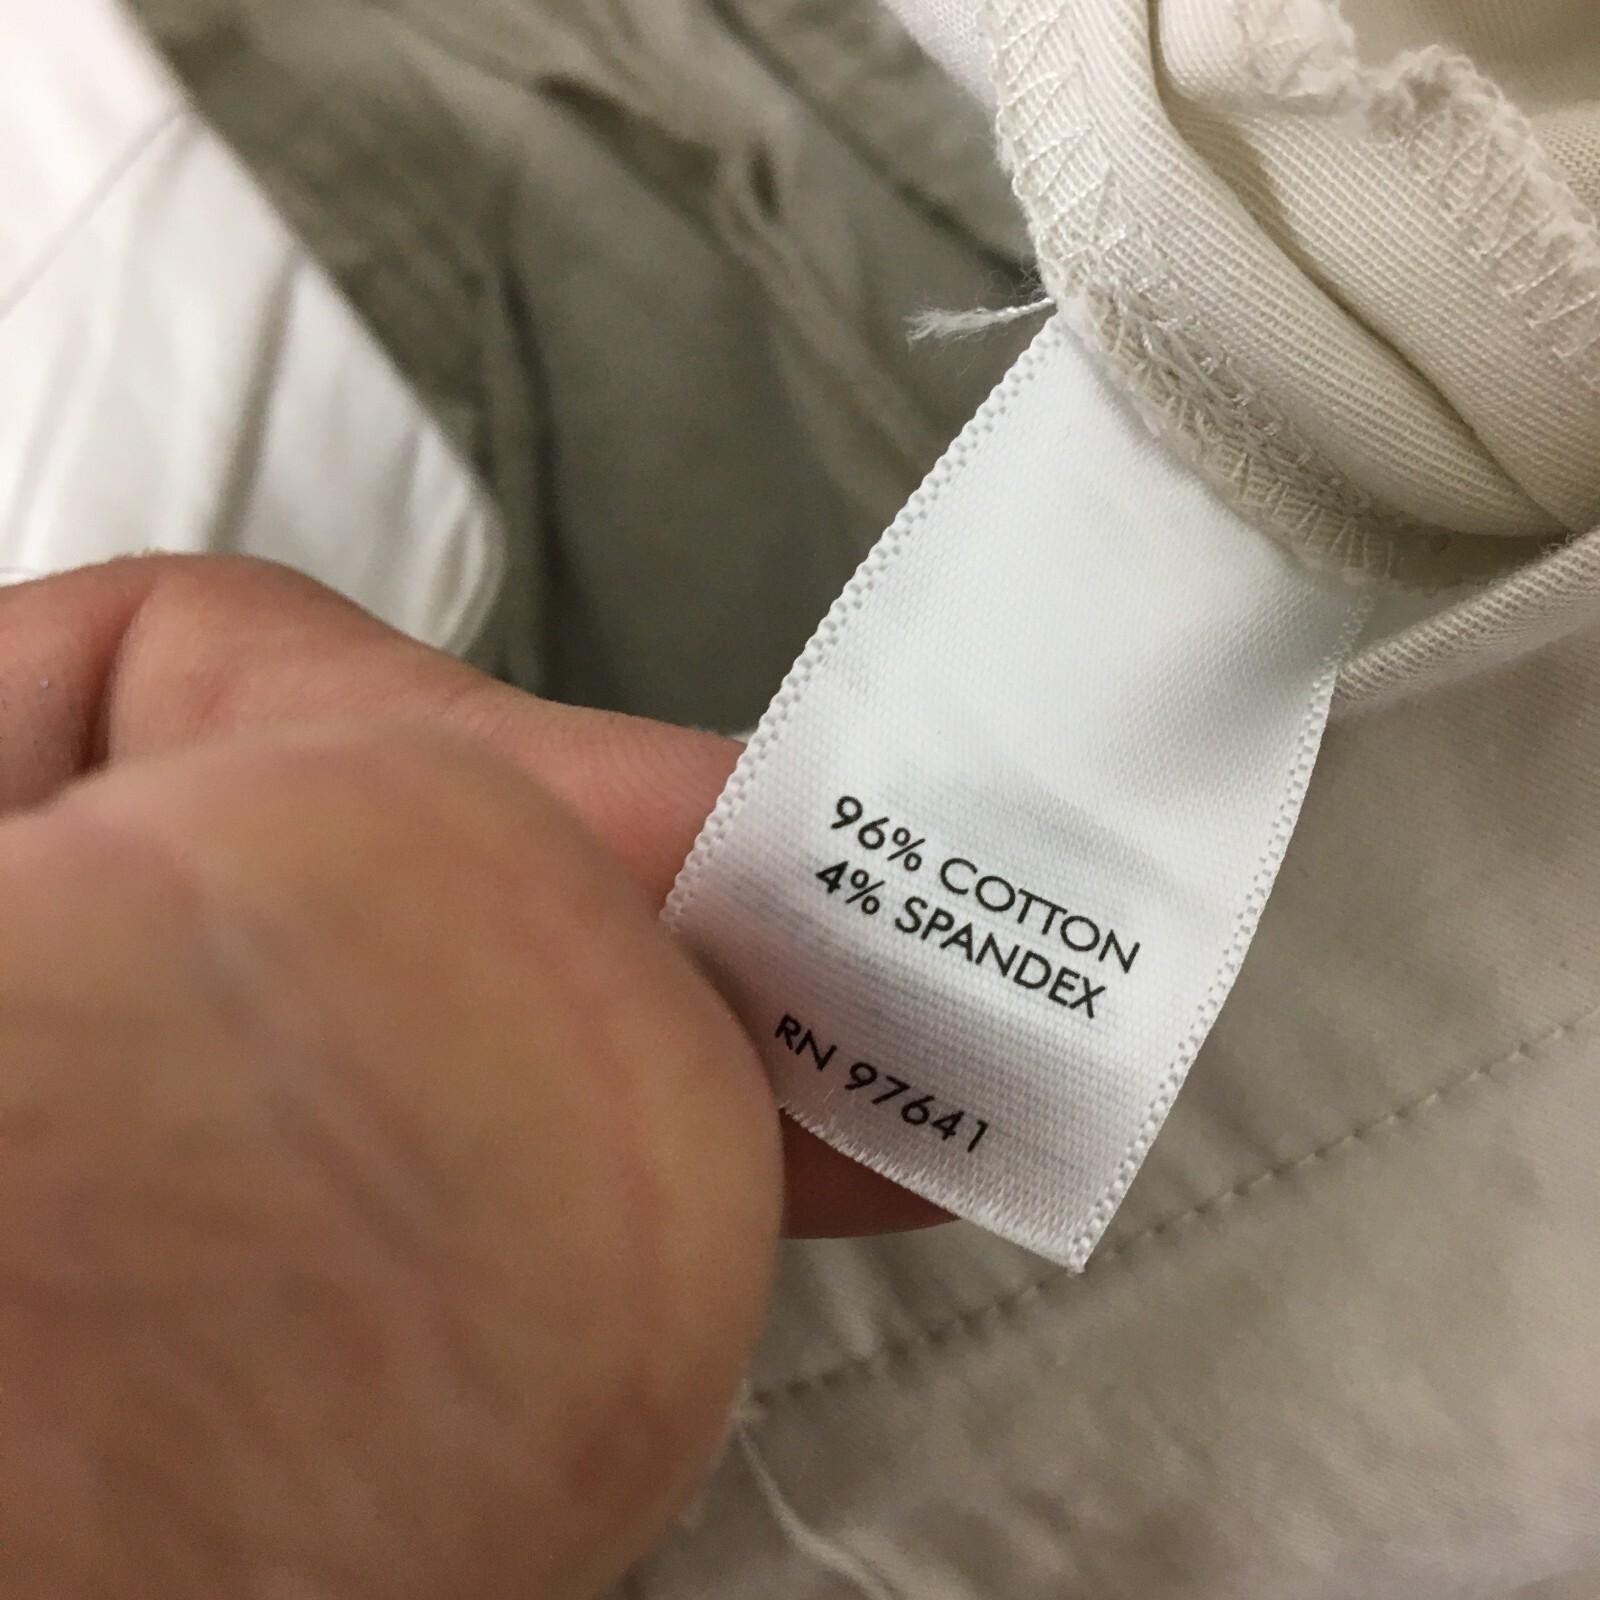 96% COTTON
4% SPANDEX
RN 97641